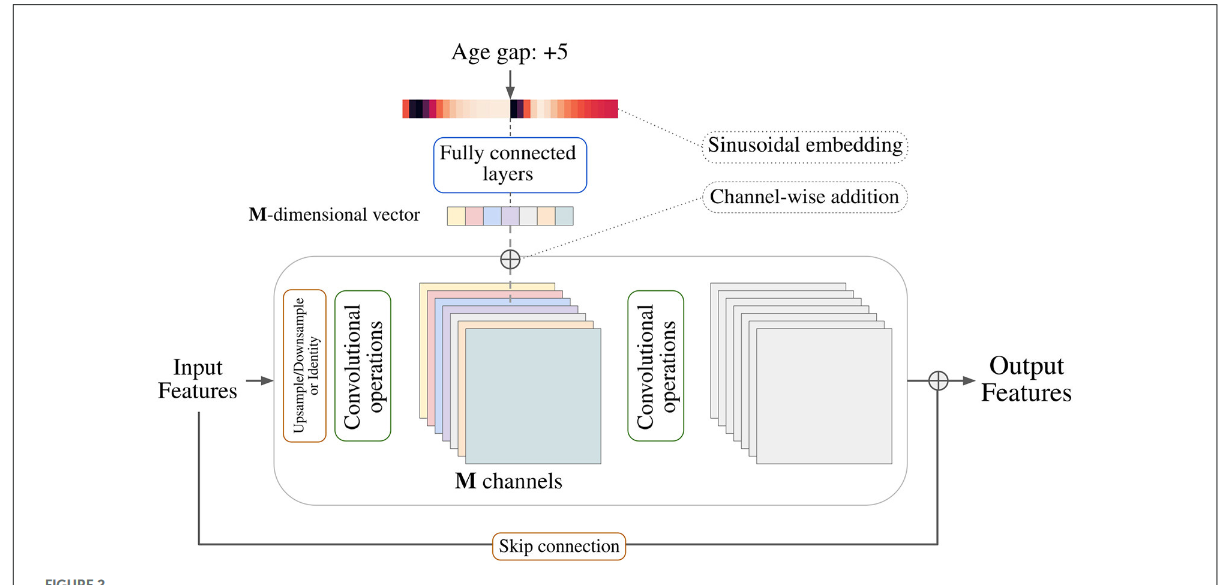 Age gap: +5
Sinusoidal embedding
Fully connected
layers
Channel-wise addition
M-dimensional vector
Upsample/Downsample
or Identity
Convolutional
operations
Convolutional
operations
Input
Features
Output
Features
M channels
Skip connection